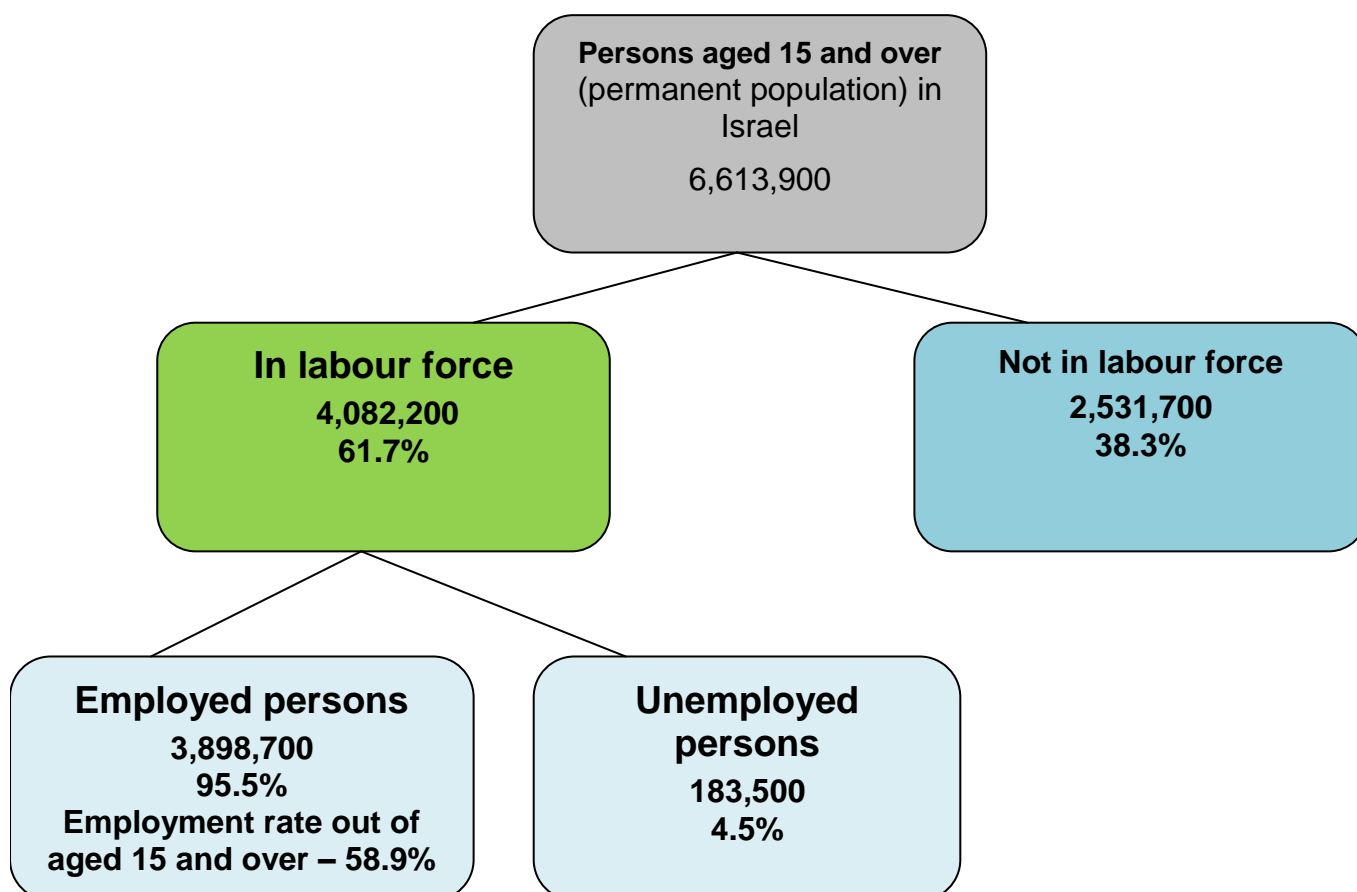 Persons aged 15 and over
(permanent population) in
Israel
6,613,900
In labour force
4,082,200
61.7%
Not in labour force
2,531,700
38.3%
Employed persons
3,898,700
95.5%
Employment rate out of
aged 15 and over – 58.9%
Unemployed
persons
183,500
4.5%